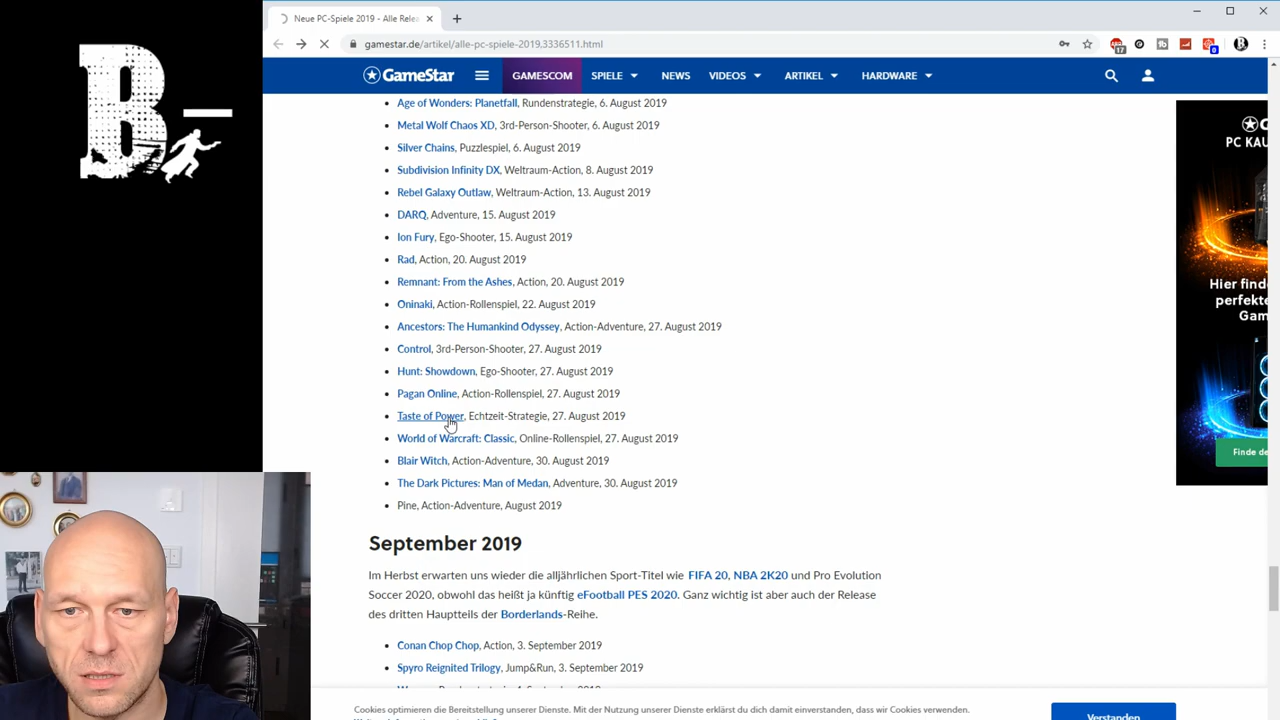 B
Neue PC-Spiele 2019 - Alle Relea
gamestar.de/artikel/alle-pc-spiele-2019,3336511.html
17
0
GameStar
GAMESCOM
SPIELE
NEWS
VIDEOS
ARTIKEL
HARDWARE
Age of Wonders: Planetfall, Rundenstrategie, 6. August 2019
Metal Wolf Chaos XD, 3rd-Person-Shooter, 6. August 2019
Silver Chains, Puzzlespiel, 6. August 2019
Subdivision Infinity DX, Weltraum-Action, 8. August 2019
Rebel Galaxy Outlaw, Weltraum-Action, 13. August 2019
DARQ, Adventure, 15. August 2019
Ion Fury, Ego-Shooter, 15. August 2019
Rad, Action, 20. August 2019
Remnant: From the Ashes, Action, 20. August 2019
Oninaki, Action-Rollenspiel, 22. August 2019
Ancestors: The Humankind Odyssey, Action-Adventure, 27. August 2019
Control, 3rd-Person-Shooter, 27. August 2019
Hunt: Showdown, Ego-Shooter, 27. August 2019
Pagan Online, Action-Rollenspiel, 27. August 2019
Taste of Power, Echtzeit-Strategie, 27. August 2019
World of Warcraft: Classic, Online-Rollenspiel, 27. August 2019
Blair Witch, Action-Adventure, 30. August 2019
The Dark Pictures: Man of Medan, Adventure, 30. August 2019
Pine, Action-Adventure, August 2019
September 2019
Im Herbst erwarten uns wieder die alljährlichen Sport-Titel wie FIFA 20, NBA 2K20 und Pro Evolution
Soccer 2020, obwohl das heißt ja künftig eFootball PES 2020. Ganz wichtig ist aber auch der Release
des dritten Hauptteils der Borderlands-Reihe.
Conan Chop Chop, Action, 3. September 2019
Spyro Reignited Trilogy, Jump&Run, 3. September 2019
Cookies optimieren die Bereitstellung unserer Dienste. Mit der Nutzung unserer Dienste erklärst du dich damit einverstanden, dass wir Cookies verwenden.
Verstanden
PC KAU
Hier find
perfekte
Gam
Finde de